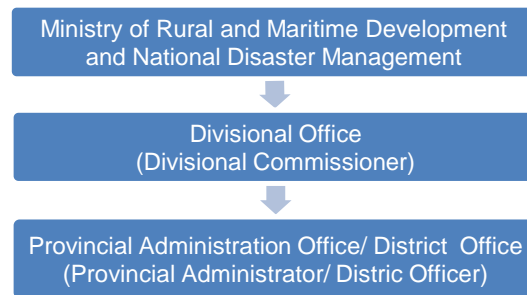 Ministry of Rural and Maritime Development
and National Disaster Management
Divisional Office
(Divisional Commissioner)
Provincial Administration Office/ District Office
(Provincial Administrator/ Distric Officer)